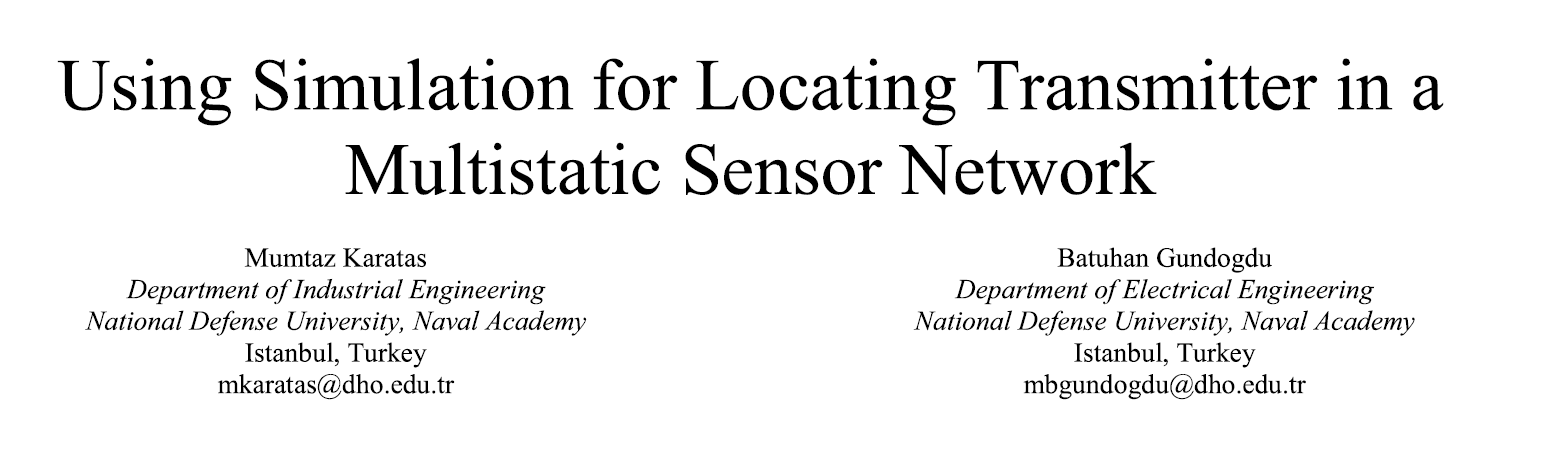 Using Simulation for Locating Transmitter in a
Multistatic Sensor Network
Mumtaz Karatas
Department of Industrial Engineering
National Defense University, Naval Academy
Istanbul, Turkey
mkaratas@dho.edu.tr
Batuhan Gundogdu
Department of Electrical Engineering
National Defense University, Naval Academy
Istanbul, Turkey
mbgundogdu@dho.edu.tr